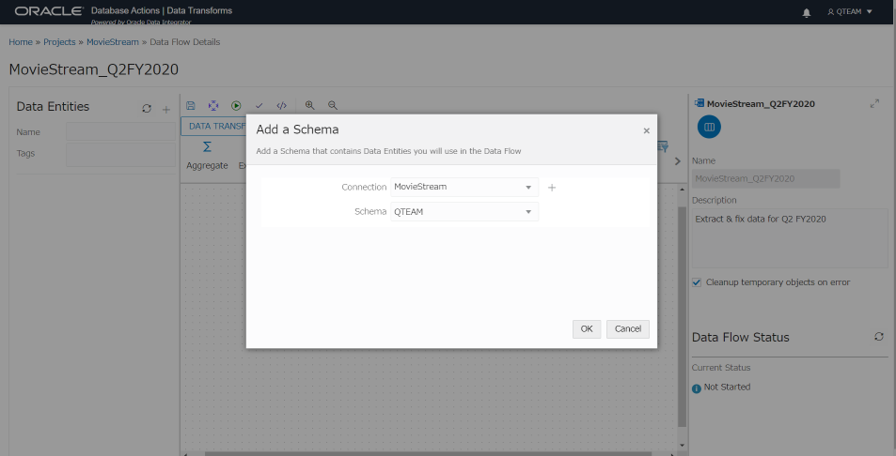 ORACLE Database Actions | Data Transforms
Powered by Oracle Data Integrator
QTEAM
Home » Projects » MovieStream » Data Flow Details
MovieStream_Q2FY2020
Data Entities
Name
Tags
DATA TRANSF
Aggregate
Add a Schema
Add a Schema that contains Data Entities you will use in the Data Flow
Connection MovieStream
Schema QTEAM
OK Cancel
MovieStream_Q2FY2020
Name
MovieStream_Q2FY2020
Description
Extract & fix data for Q2 FY2020
Cleanup temporary objects on error
Data Flow Status
Current Status
Not Started